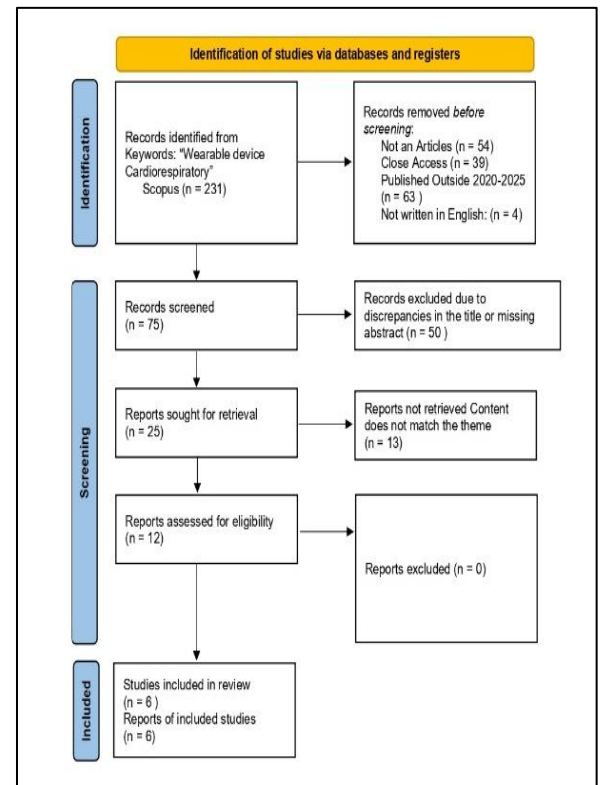 Identification of studies via databases and registers
Identification
Records identified from
Keywords: “Wearable device
Cardiorespiratory”
Scopus (n = 231)
Records removed before
screening:
Not an Articles (n = 54)
Close Access (n = 39)
Published Outside 2020-2025
(n = 63 )
Not written in English: (n = 4)
Screening
Records screened
(n = 75)
Records excluded due to
discrepancies in the title or missing
abstract (n = 50 )
Reports sought for retrieval
(n = 25)
Reports not retrieved Content
does not match the theme
(n = 13)
Reports assessed for eligibility
(n = 12)
Reports excluded (n = 0)
Included
Studies included in review
(n = 6 )
Reports of included studies
(n = 6)